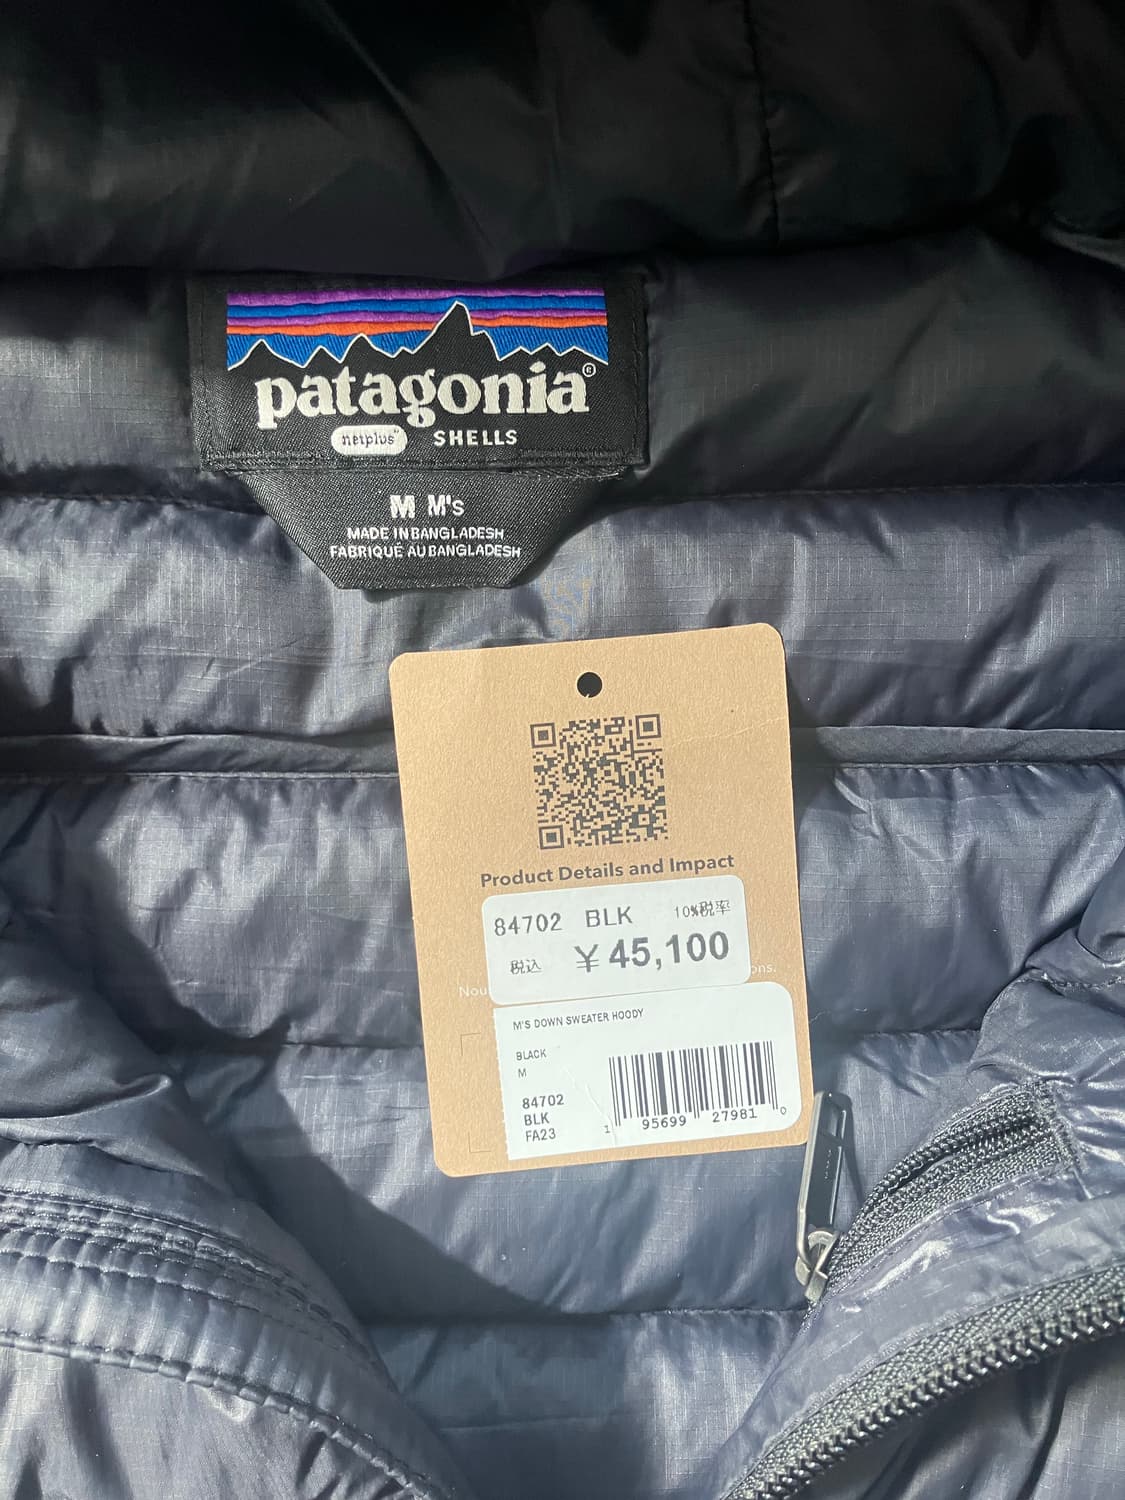 patagonia®
netplus® SHELLS
M M's
MADE IN BANGLADESH
FABRIQUÉ AU BANGLADESH
Product Details and Impact
84702 BLK 10%税率
税込 ¥45,100
M'S DOWN SWEATER HOODY
BLACK
M
84702
BLK
FA23
1 95699 27981 0